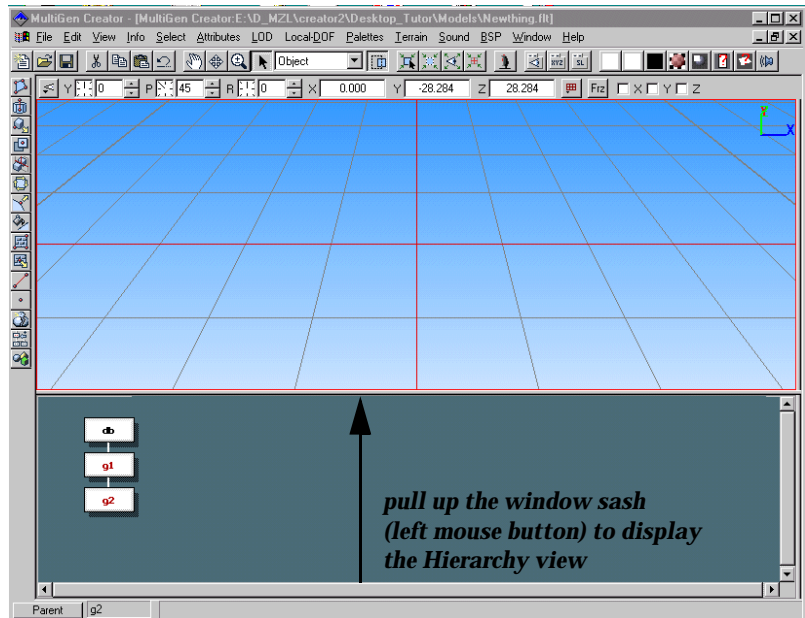 MultiGen Creator - [MultiGen Creator:E:\D_MZL\creator2\Desktop_Tutor\Models\Newthing.flt]
File Edit View Info Select Attributes LOD Local-DOF Palettes Terrain Sound BSP Window Help
Object XYZ SL
Y 0 P 45 R 0 X 0.000 Y -28.284 Z 28.284 Frz X Y Z
Y
X
db
g1
g2
pull up the window sash
(left mouse button) to display
the Hierarchy view
Parent g2